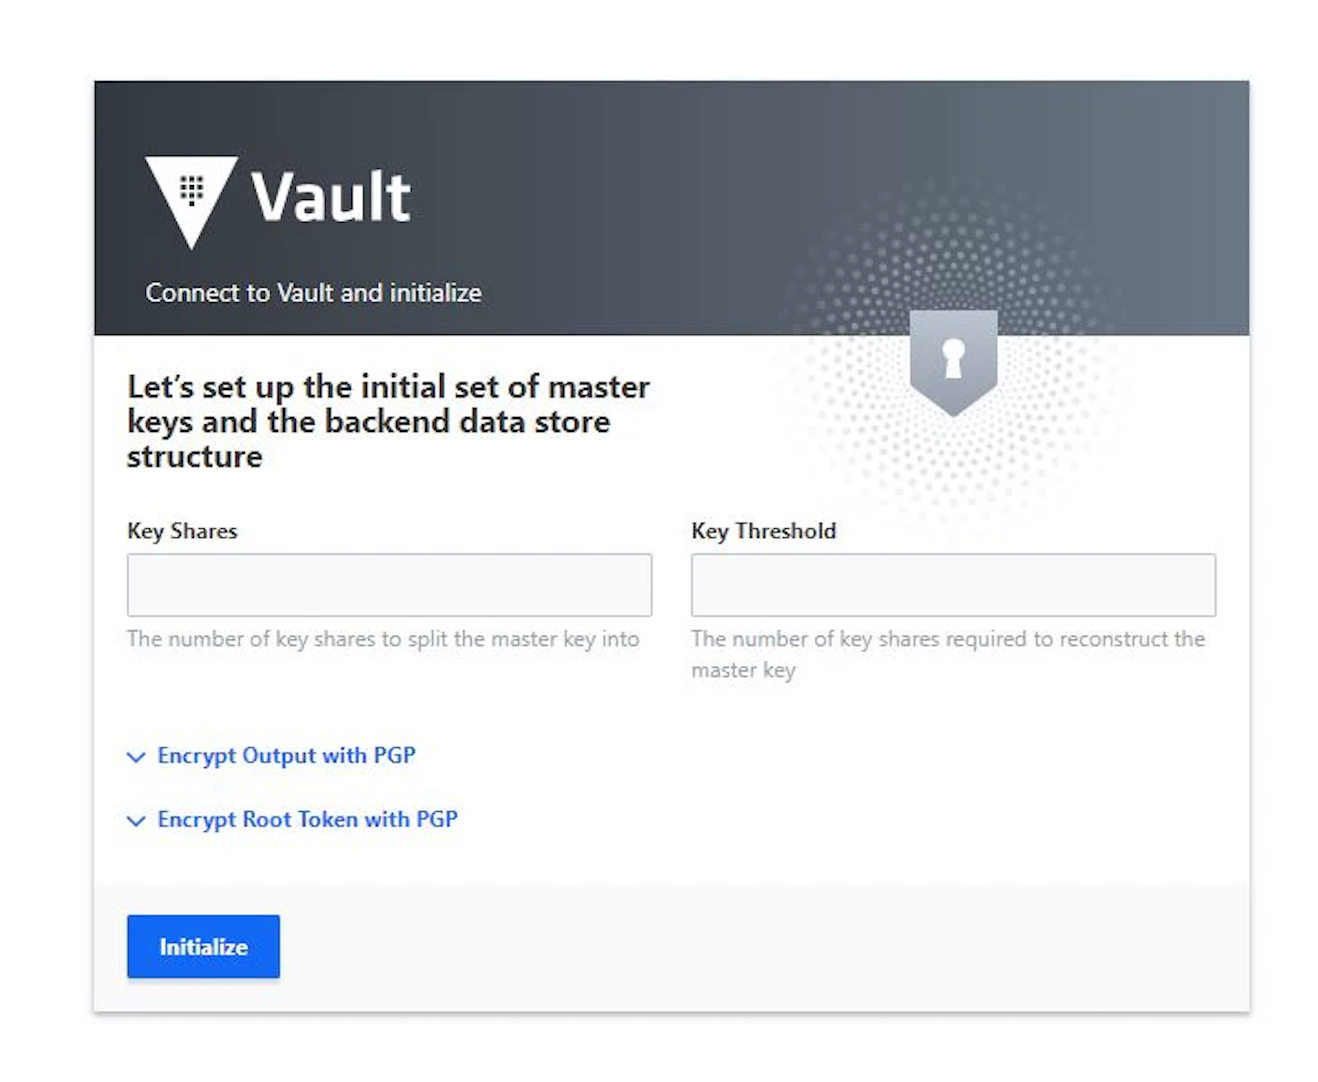 Vault
Connect to Vault and initialize
Let’s set up the initial set of master
keys and the backend data store
structure
Key Shares
The number of key shares to split the master key into
Key Threshold
The number of key shares required to reconstruct the
master key
Encrypt Output with PGP
Encrypt Root Token with PGP
Initialize